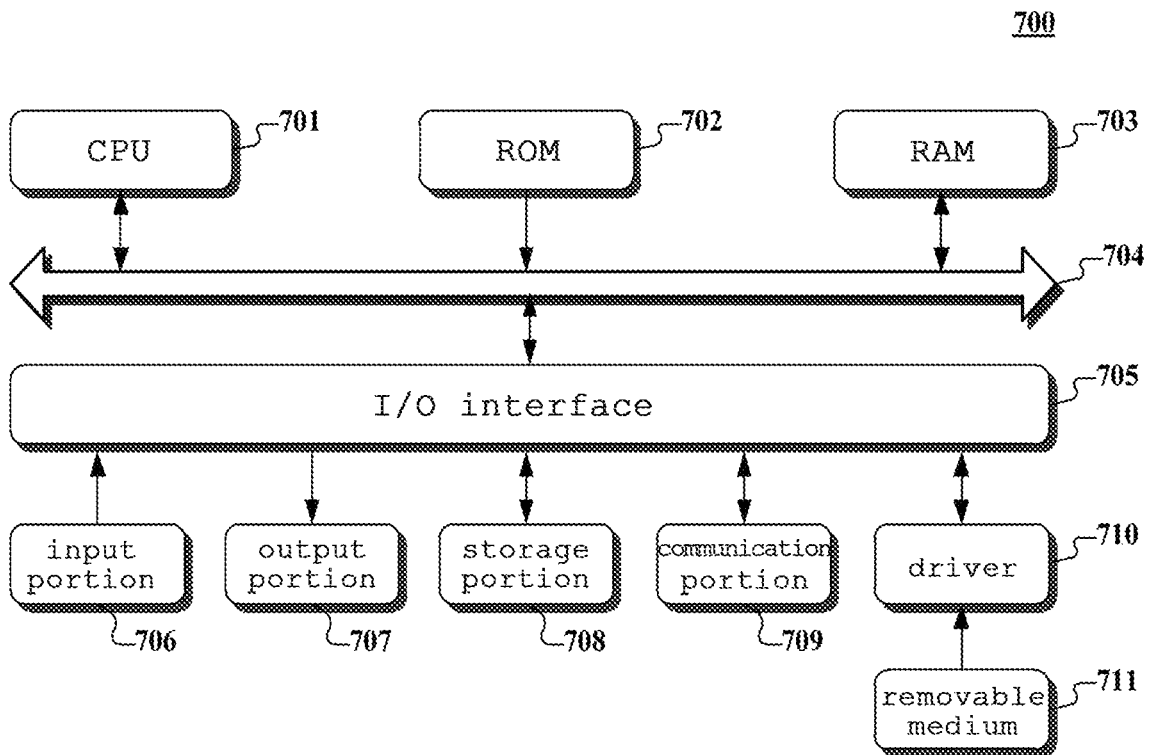 700
CPU
701
ROM
702
RAM
703
704
I/O interface
705
input
portion
706
output
portion
707
storage
portion
708
communication
portion
709
driver
710
removable
medium
711